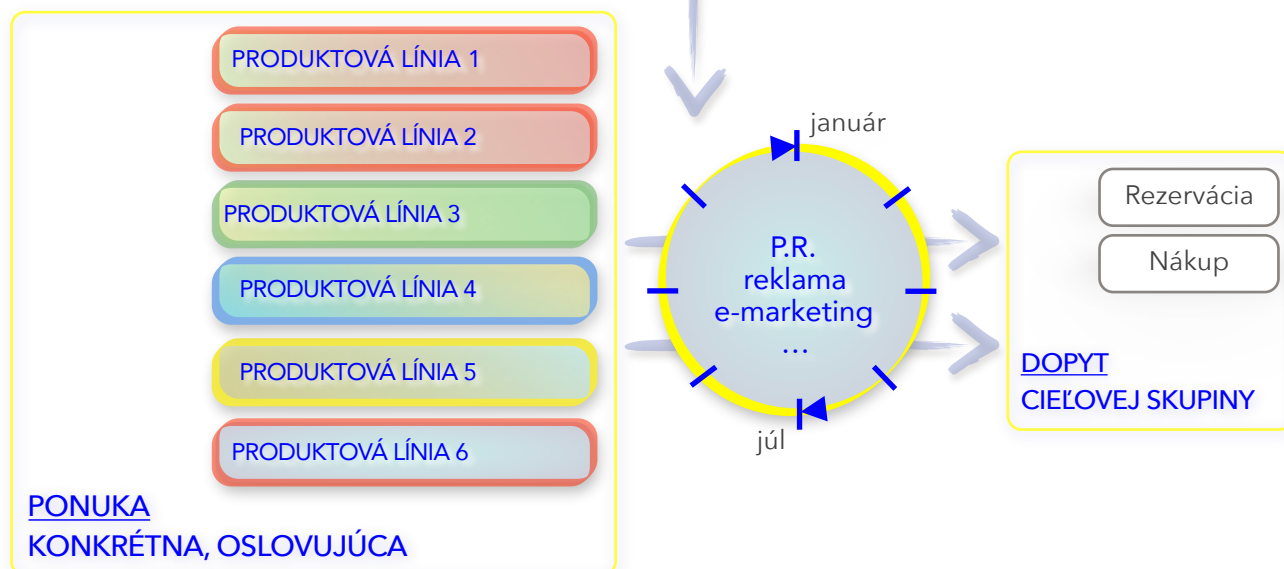 PRODUKTOVÁ LÍNIA 1
PRODUKTOVÁ LÍNIA 2
PRODUKTOVÁ LÍNIA 3
PRODUKTOVÁ LÍNIA 4
PRODUKTOVÁ LÍNIA 5
PRODUKTOVÁ LÍNIA 6
PONUKA
KONKRÉTNA, OSLOVUJÚCA
január
P.R.
reklama
e-marketing
...
júl
Rezervácia
Nákup
DOPYT
CIEĽOVEJ SKUPINY